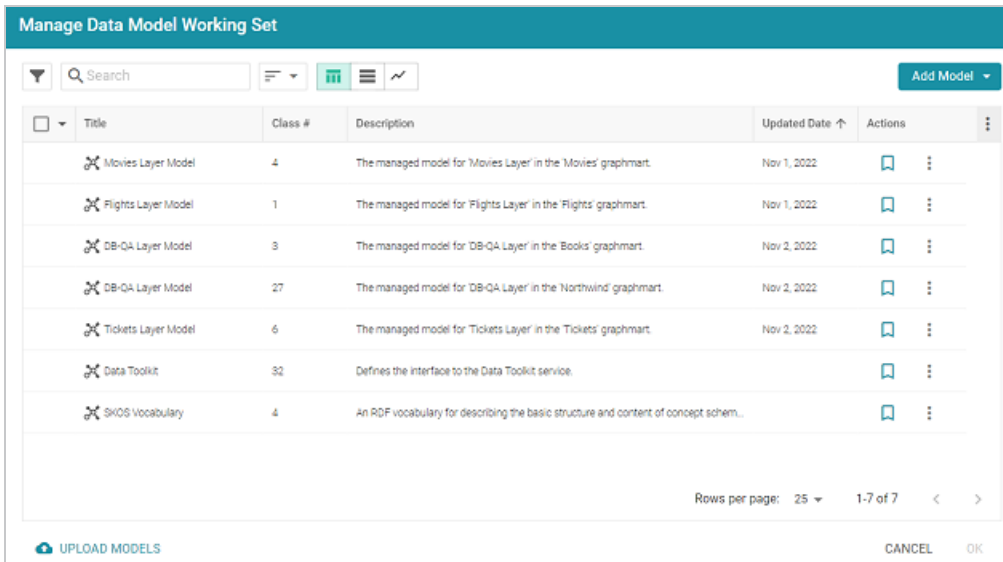 Manage Data Model Working Set
Search
Add Model
Title Class # Description Updated Date Actions
Movies Layer Model 4 The managed model for 'Movies Layer' in the 'Movies' graphmart. Nov 1, 2022
Flights Layer Model 1 The managed model for 'Flights Layer' in the 'Flights' graphmart. Nov 1, 2022
DB-QA Layer Model 3 The managed model for 'DB-QA Layer' in the 'Books' graphmart. Nov 2, 2022
DB-QA Layer Model 27 The managed model for 'DB-QA Layer' in the 'Northwind' graphmart. Nov 2, 2022
Tickets Layer Model 6 The managed model for 'Tickets Layer' in the 'Tickets' graphmart. Nov 2, 2022
Data Toolkit 32 Defines the interface to the Data Toolkit service.
SKOS Vocabulary 4 An RDF vocabulary for describing the basic structure and content of concept schem...
Rows per page: 25 1-7 of 7
UPLOAD MODELS CANCEL OK